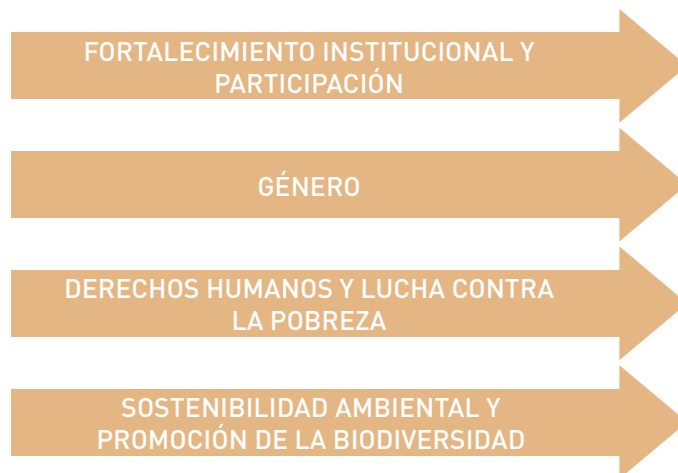 FORTALECIMIENTO INSTITUCIONAL Y
PARTICIPACIÓN
GÉNERO
DERECHOS HUMANOS Y LUCHA CONTRA
LA POBREZA
SOSTENIBILIDAD AMBIENTAL Y
PROMOCIÓN DE LA BIODIVERSIDAD